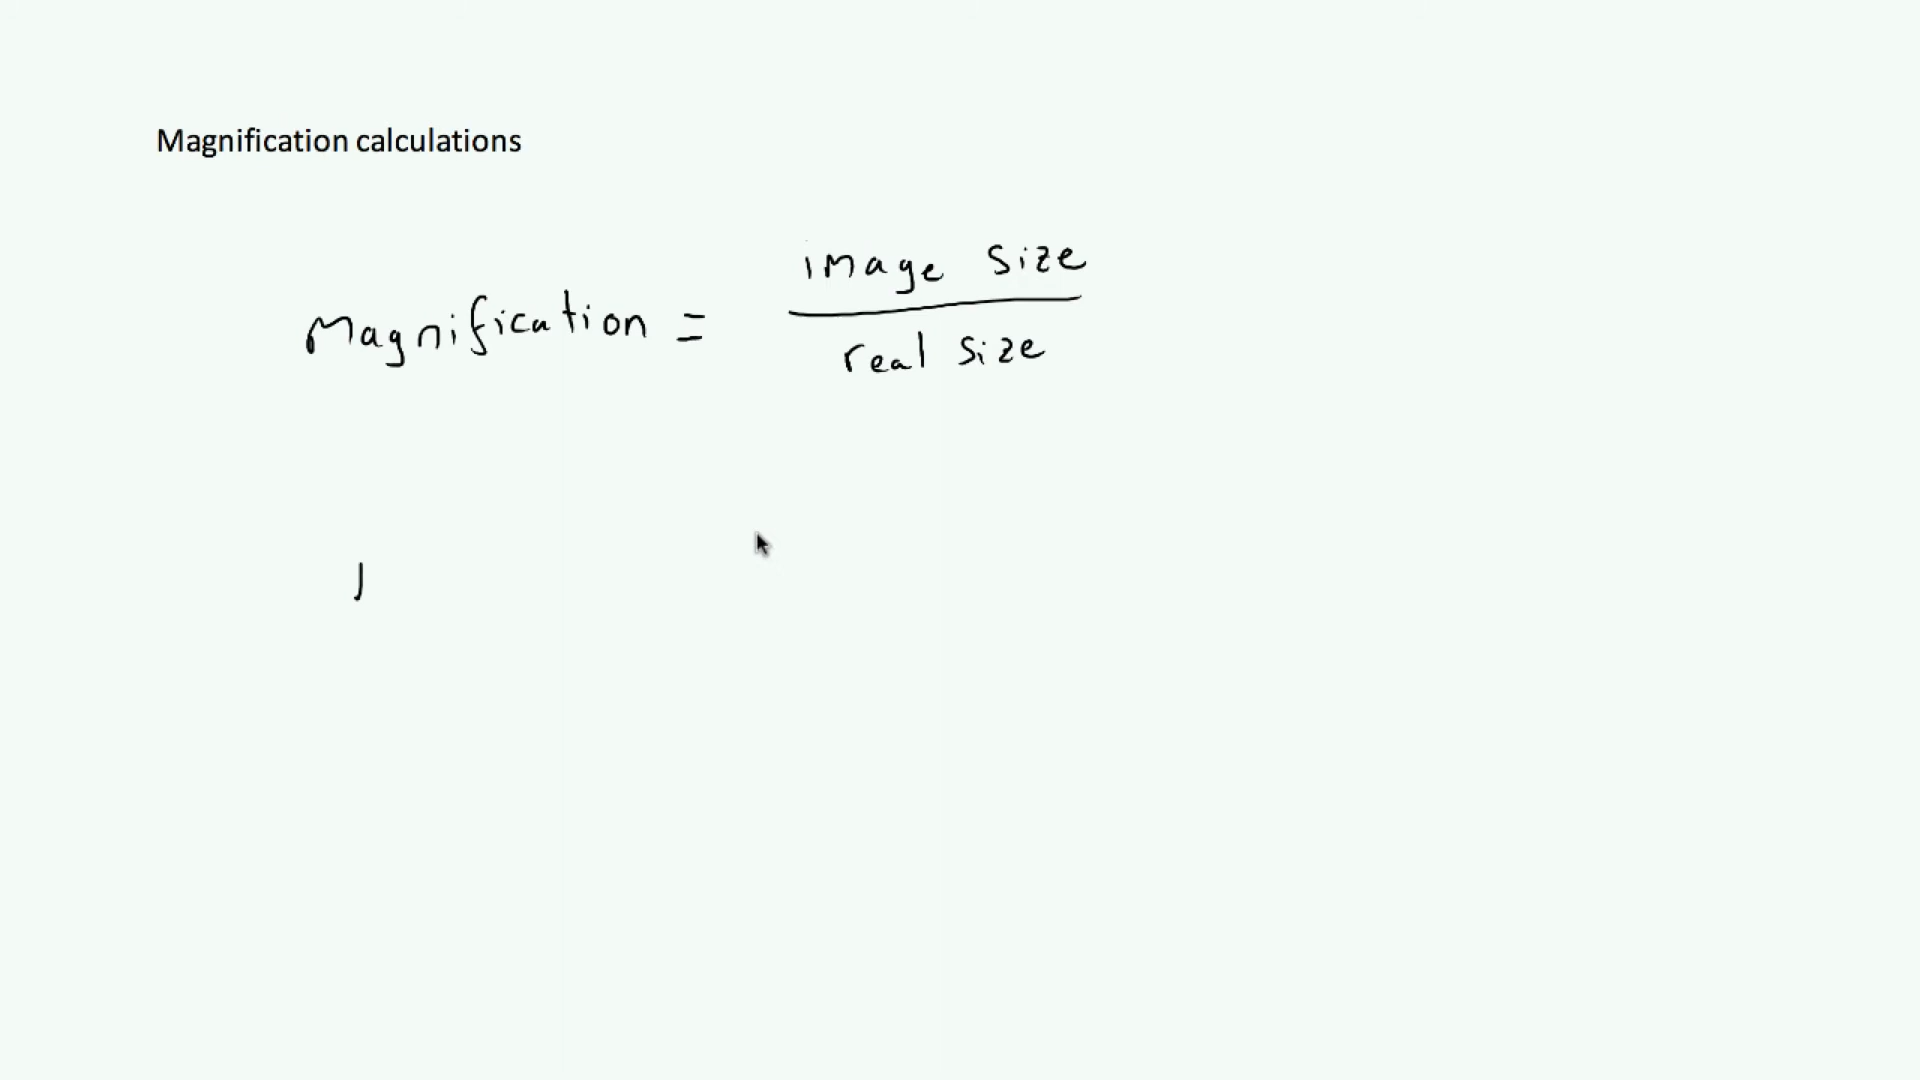 Magnification calculations
image size
Magnification =
real size